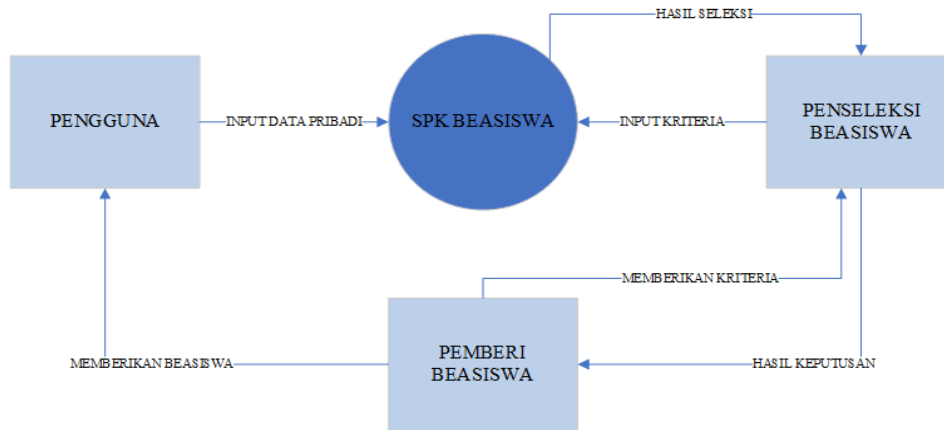 HASIL SELEKSI
PENGGUNA
INPUT DATA PRIBADI
SPK BEASISWA
INPUT KRITERIA
PENSELEKSI
BEASISWA
MEMBERIKAN KRITERIA
MEMBERIKAN BEASISWA
PEMBERI
BEASISWA
HASIL KEPUTUSAN